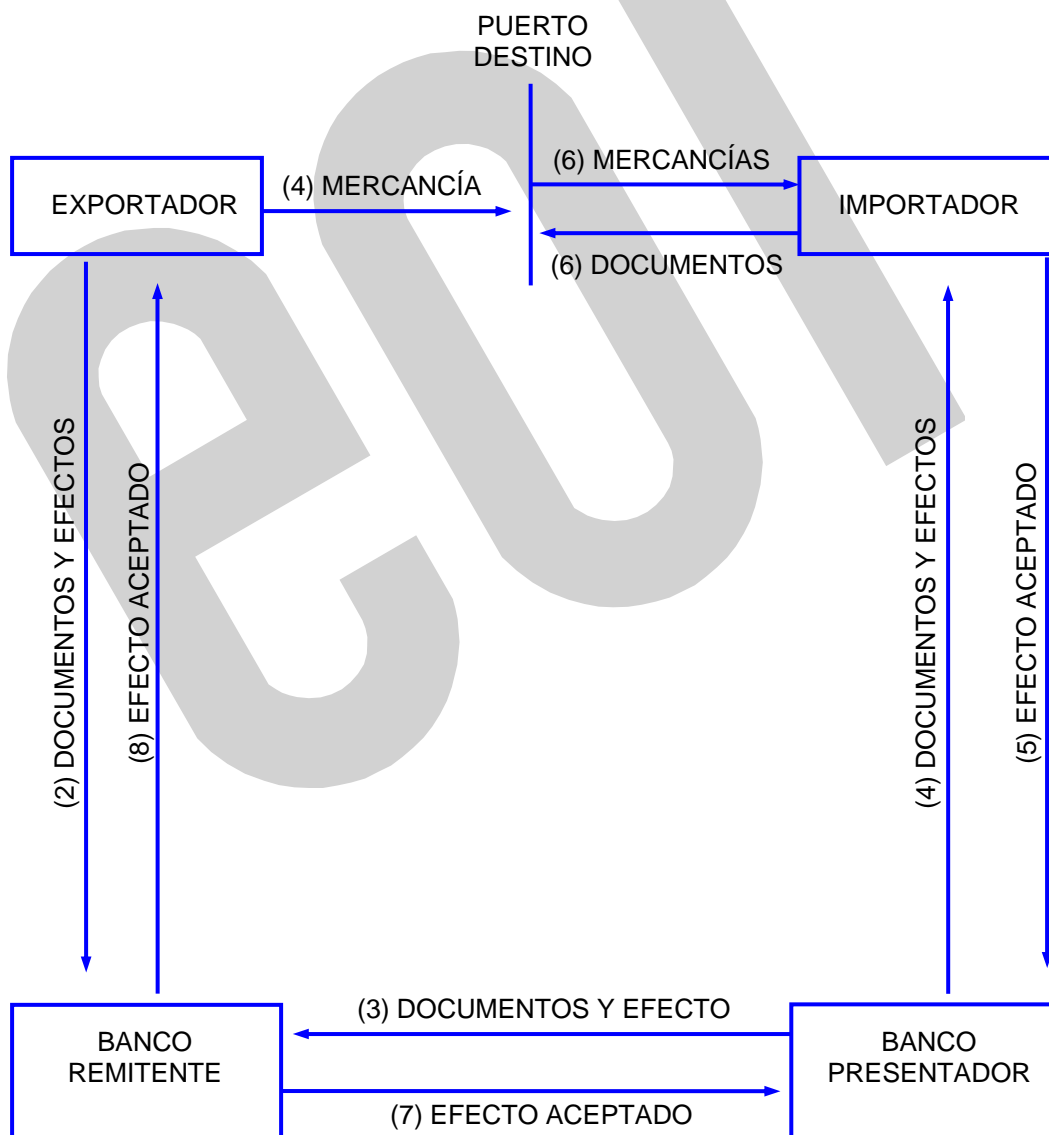 PUERTO
DESTINO
(6) MERCANCÍAS
(4) MERCANCÍA
EXPORTADOR
IMPORTADOR
(6) DOCUMENTOS
(2) DOCUMENTOS Y EFECTOS
(8) EFECTO ACEPTADO
(4) DOCUMENTOS Y EFECTOS
(5) EFECTO ACEPTADO
(3) DOCUMENTOS Y EFECTO
BANCO
REMITENTE
BANCO
PRESENTADOR
(7) EFECTO ACEPTADO